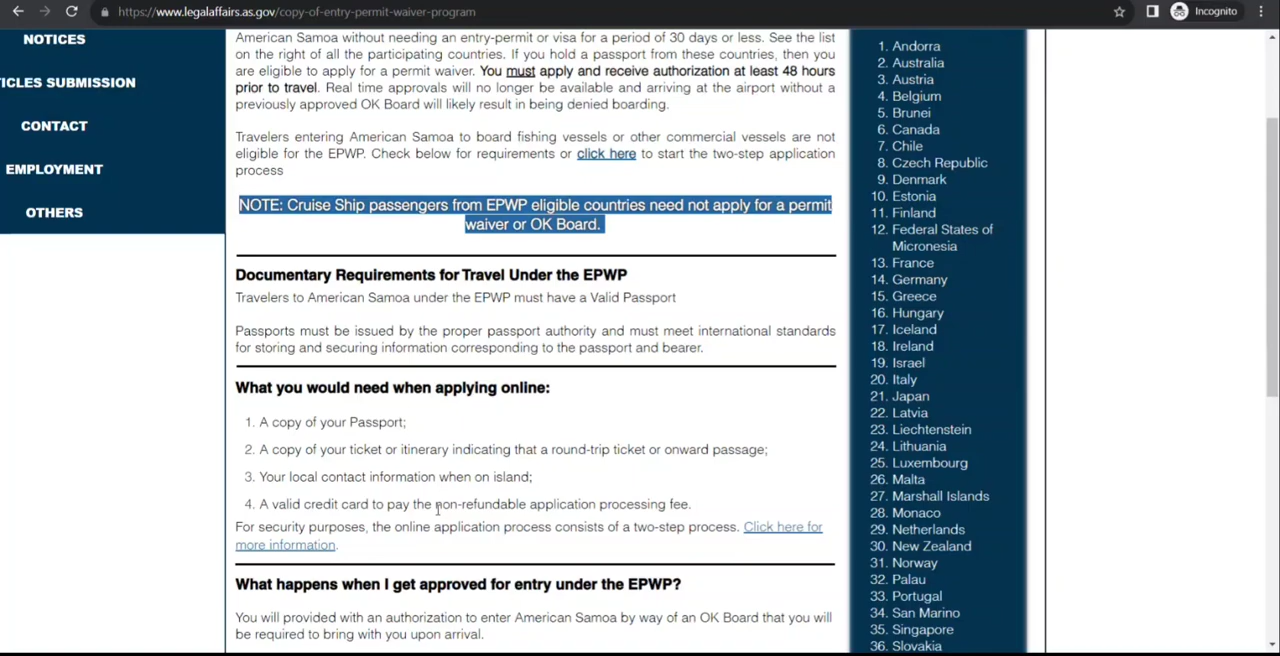 https://www.legalaffairs.as.gov/copy-of-entry-permit-waiver-program
Incognito
NOTICES
TICLES SUBMISSION
CONTACT
EMPLOYMENT
OTHERS
American Samoa without needing an entry-permit or visa for a period of 30 days or less. See the list
on the right of all the participating countries. If you hold a passport from these countries, then you
are eligible to apply for a permit waiver. You must apply and receive authorization at least 48 hours
prior to travel. Real time approvals will no longer be available and arriving at the airport without a
previously approved OK Board will likely result in being denied boarding.
Travelers entering American Samoa to board fishing vessels or other commercial vessels are not
eligible for the EPWP. Check below for requirements or click here to start the two-step application
process
NOTE: Cruise Ship passengers from EPWP eligible countries need not apply for a permit
waiver or OK Board.
Documentary Requirements for Travel Under the EPWP
Travelers to American Samoa under the EPWP must have a Valid Passport
Passports must be issued by the proper passport authority and must meet international standards
for storing and securing information corresponding to the passport and bearer.
What you would need when applying online:
1. A copy of your Passport;
2. A copy of your ticket or itinerary indicating that a round-trip ticket or onward passage;
3. Your local contact information when on island;
4. A valid credit card to pay the non-refundable application processing fee.
For security purposes, the online application process consists of a two-step process. Click here for
more information.
What happens when I get approved for entry under the EPWP?
You will provided with an authorization to enter American Samoa by way of an OK Board that you will
be required to bring with you upon arrival.
1. Andorra
2. Australia
3. Austria
4. Belgium
5. Brunei
6. Canada
7. Chile
8. Czech Republic
9. Denmark
10. Estonia
11. Finland
12. Federal States of
Micronesia
13. France
14. Germany
15. Greece
16. Hungary
17. Iceland
18. Ireland
19. Israel
20. Italy
21. Japan
22. Latvia
23. Liechtenstein
24. Lithuania
25. Luxembourg
26. Malta
27. Marshall Islands
28. Monaco
29. Netherlands
30. New Zealand
31. Norway
32. Palau
33. Portugal
34. San Marino
35. Singapore
36. Slovakia